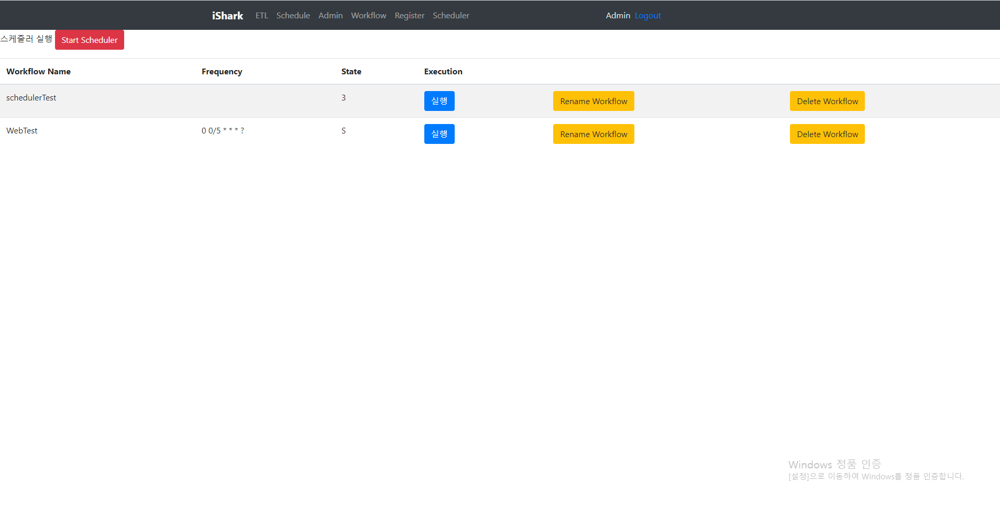 iShark ETL Schedule Admin Workflow Register Scheduler Admin Logout
스케줄러 실행 Start Scheduler
Workflow Name Frequency State Execution
schedulerTest 3 실행 Rename Workflow Delete Workflow
WebTest 0 0/5 * * * ? S 실행 Rename Workflow Delete Workflow
Windows 정품 인증
[설정]으로 이동하여 Windows를 정품 인증합니다.